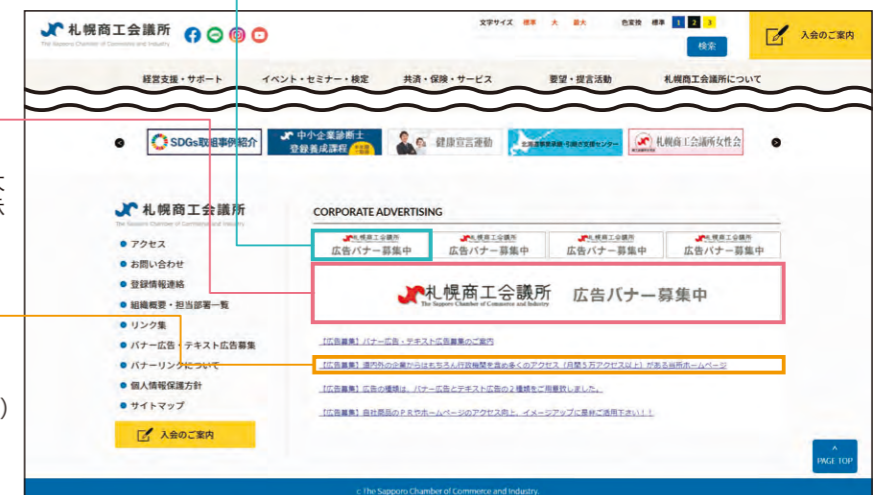 札幌商工会議所
The Sapporo Chamber of Commerce and Industry
文字サイズ 標準 大 最大 色変換 標準 1 2 3
検索
入会のご案内
経営支援・サポート イベント・セミナー・検定 共済・保険・サービス 要望・提言活動 札幌商工会議所について
SDGs取組事例紹介
中小企業診断士
登録養成課程
健康宣言運動
札幌商工会議所女性会
札幌商工会議所
The Sapporo Chamber of Commerce and Industry
アクセス
お問い合わせ
登録情報連絡
組織概要・担当部署一覧
リンク集
バナー広告・テキスト広告募集
バナーリンクについて
個人情報保護方針
サイトマップ
入会のご案内
CORPORATE ADVERTISING
札幌商工会議所 札幌商工会議所 札幌商工会議所 札幌商工会議所
広告バナー募集中 広告バナー募集中 広告バナー募集中 広告バナー募集中
札幌商工会議所 広告バナー募集中
The Sapporo Chamber of Commerce and Industry
【広告募集】バナー広告・テキスト広告募集のご案内
【広告募集】道内外の企業からはもちろん行政機関を含め多くのアクセス（月間５万アクセス以上）がある当所ホームページ
【広告募集】広告の種類は、バナー広告とテキスト広告の２種類をご用意致しました。
【広告募集】自社商品のＰＲやホームページのアクセス向上、イメージアップに是非ご活用下さい！！
)
PAGE TOP
c The Sapporo Chamber of Commerce and Industry.